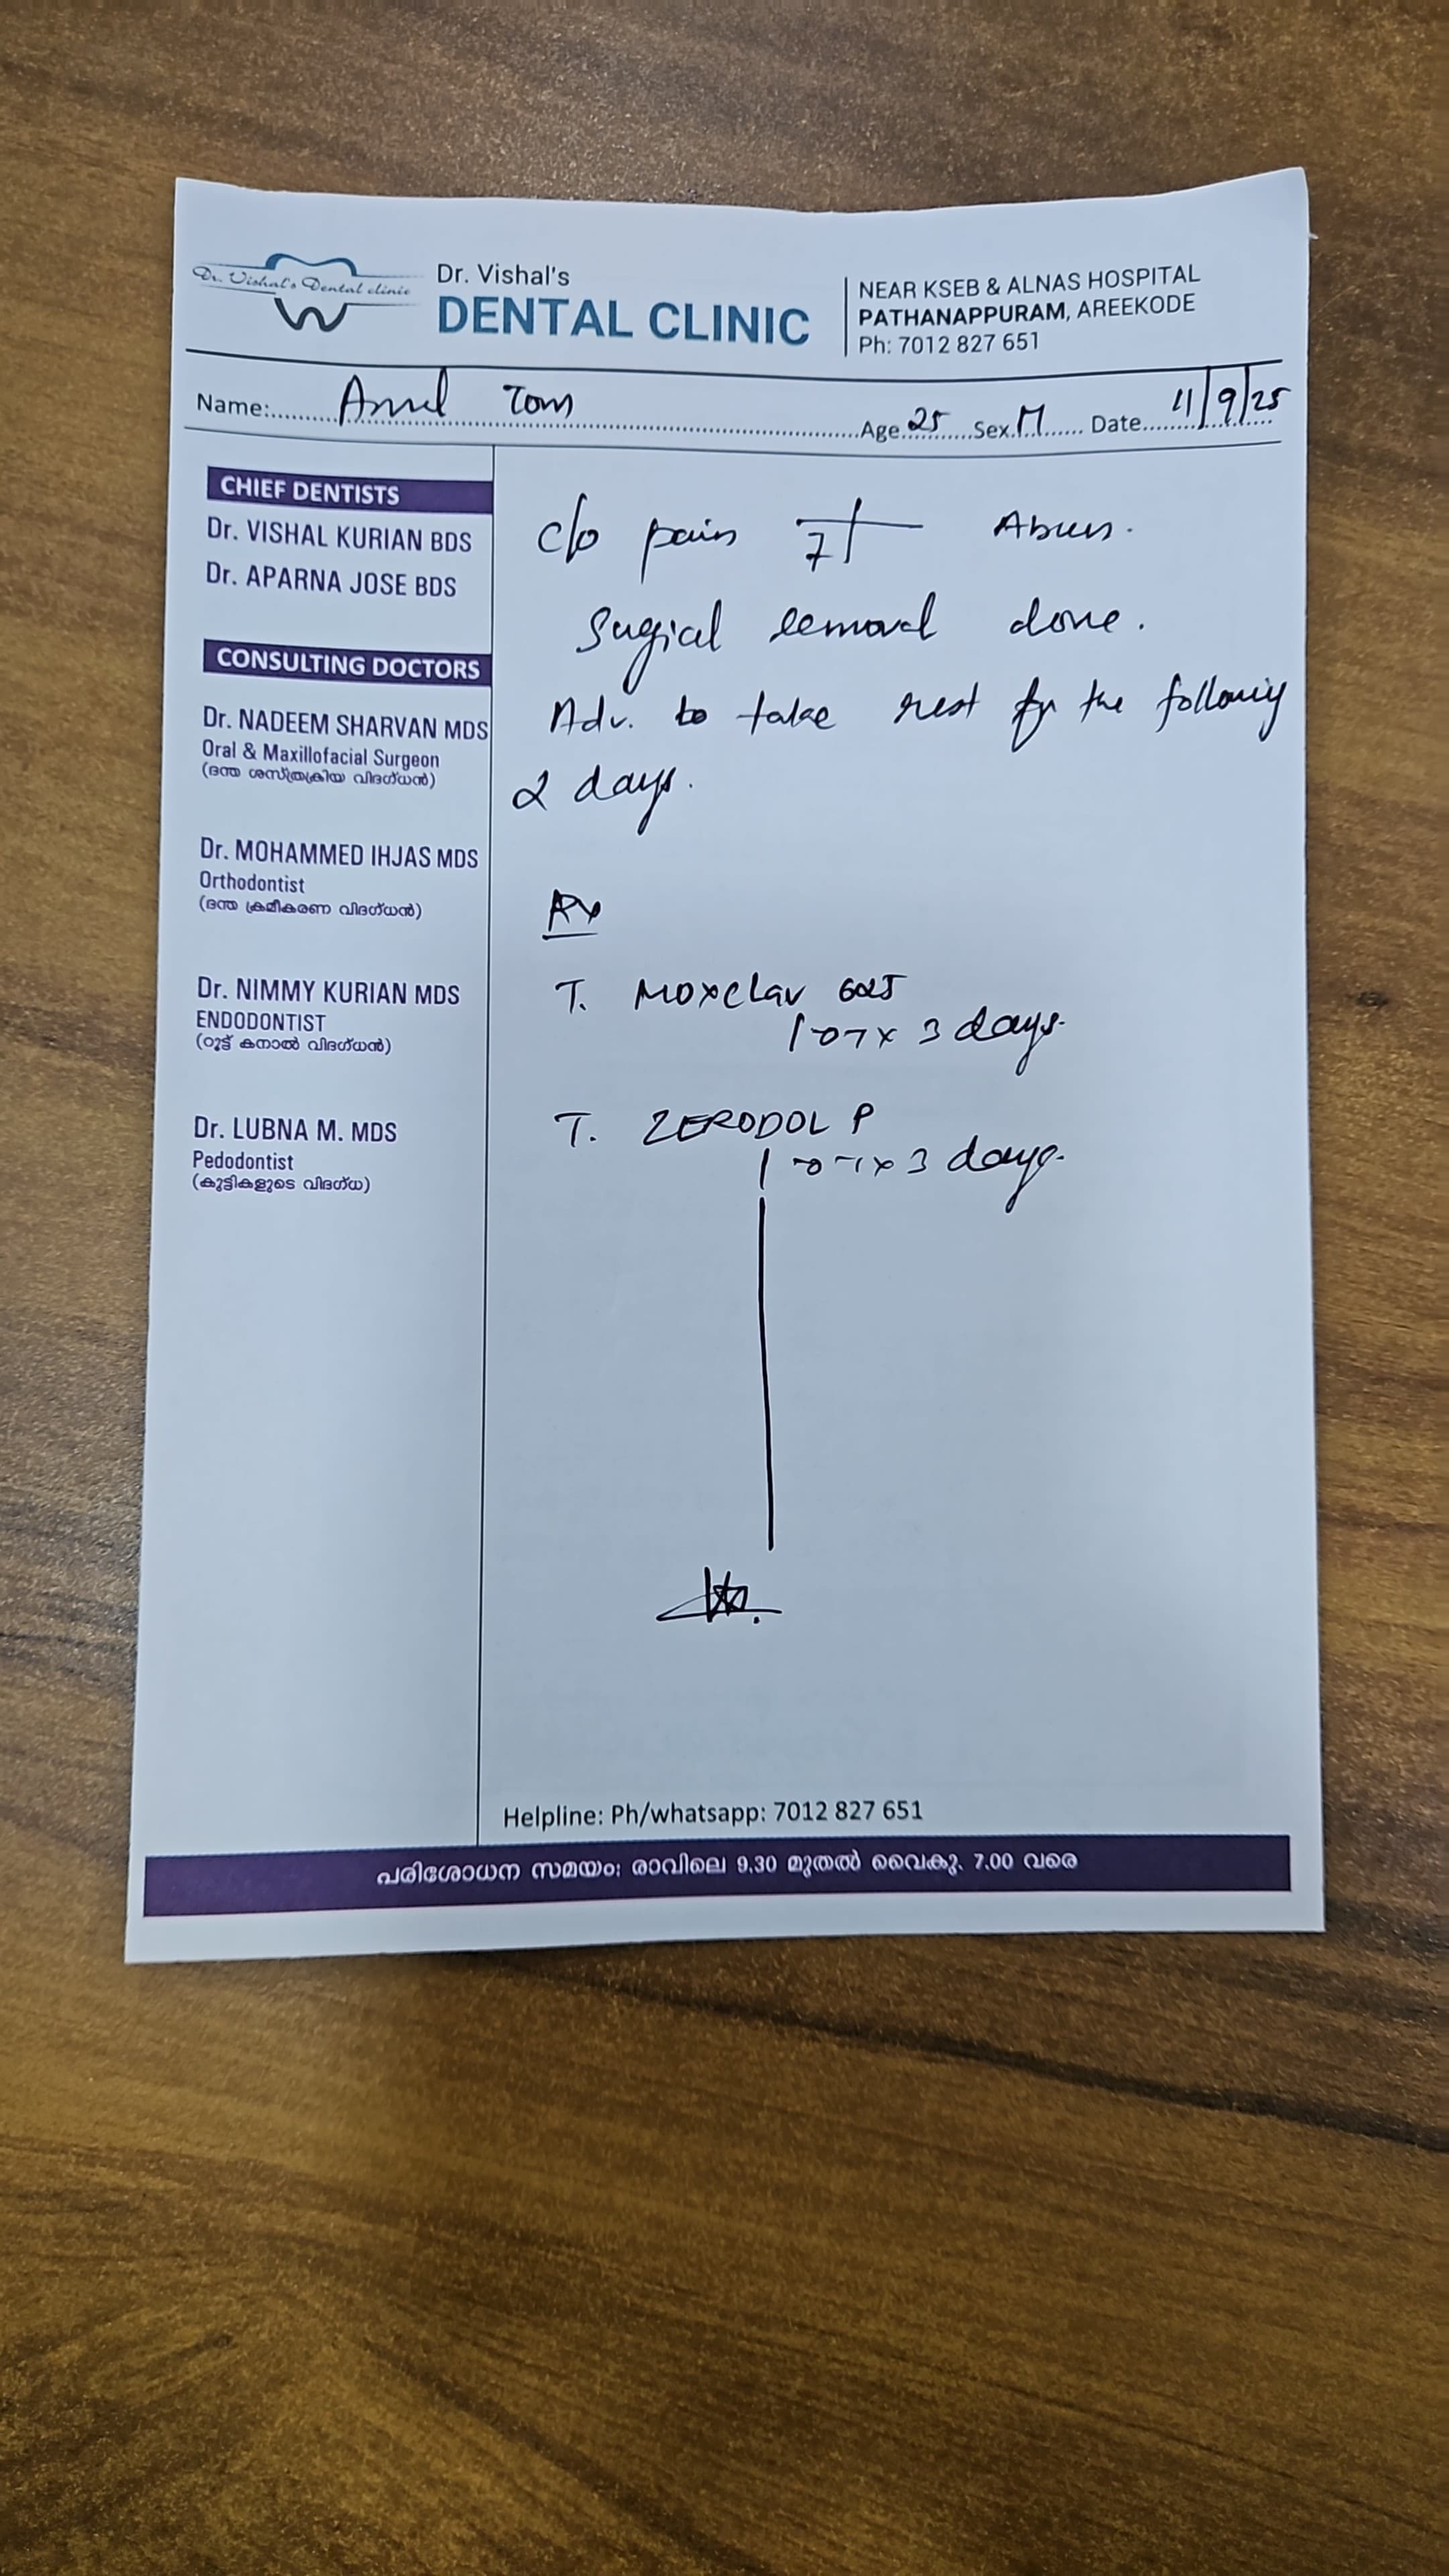 Dr. Vishal's Dental clinic
Dr. Vishal's
DENTAL CLINIC
NEAR KSEB & ALNAS HOSPITAL
PATHANAPPURAM, AREEKODE
Ph: 7012 827 651
Name: Tom Age 25 Sex M Date 11/9/25
CHIEF DENTISTS
Dr. VISHAL KURIAN BDS
Dr. APARNA JOSE BDS
CONSULTING DOCTORS
Dr. NADEEM SHARVAN MDS
Oral & Maxillofacial Surgeon
(ദന്ത ശസ്ത്രക്രിയ വിദഗ്ധൻ)
Dr. MOHAMMED IHJAS MDS
Orthodontist
(ദന്ത ക്രമീകരണ വിദഗ്ധൻ)
Dr. NIMMY KURIAN MDS
ENDODONTIST
(റൂട്ട് കനാൽ വിദഗ്ധൻ)
Dr. LUBNA M. MDS
Pedodontist
(കുട്ടികളുടെ വിദഗ്ധ)
c/o pain 7
Sugial removal done.
Adv. to take rest for the following
2 days.
Rx
T. Moxclav 625
1-0-1 x 3 days.
T. ZERODOL P
1-0-1 x 3 days.
Helpline: Ph/whatsapp: 7012 827 651
പരിശോധന സമയം: രാവിലെ 9.30 മുതൽ വൈകു. 7.00 വരെ